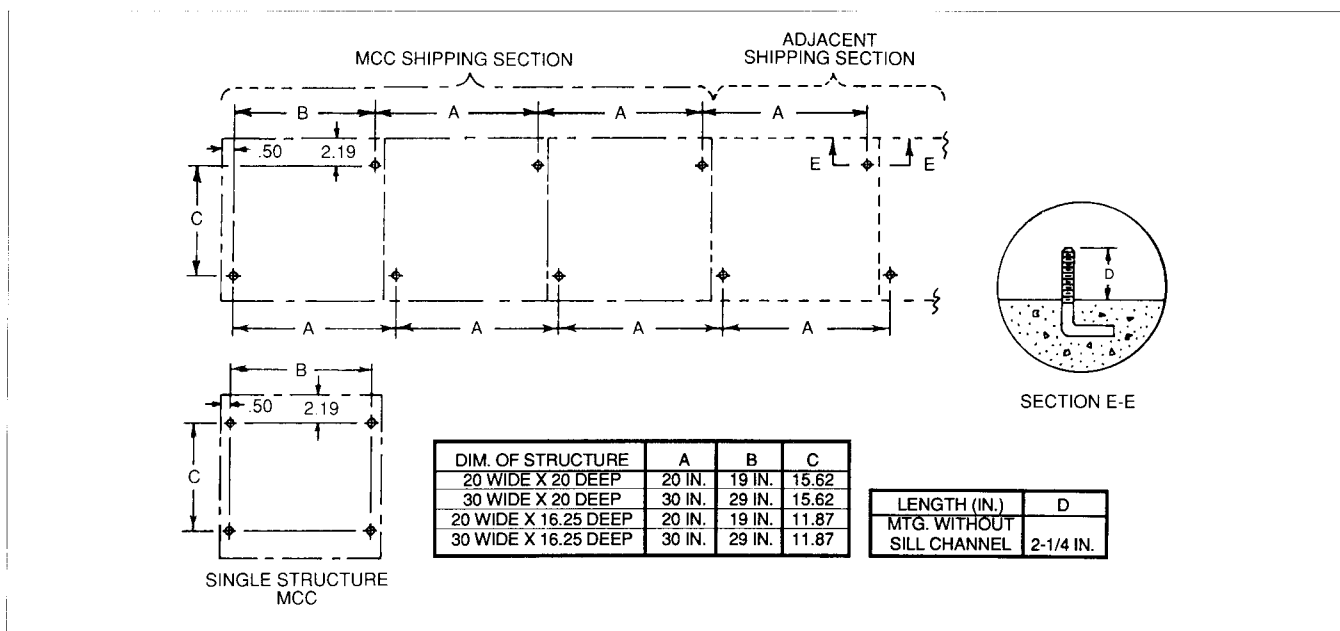 MCC SHIPPING SECTION
ADJACENT
SHIPPING SECTION
B
A
A
A
.50
2.19
E
E
C
D
A
A
A
A
B
.50
2.19
C
SECTION E-E
DIM. OF STRUCTURE A B C
20 WIDE X 20 DEEP 20 IN. 19 IN. 15.62
30 WIDE X 20 DEEP 30 IN. 29 IN. 15.62
20 WIDE X 16.25 DEEP 20 IN. 19 IN. 11.87
30 WIDE X 16.25 DEEP 30 IN. 29 IN. 11.87
LENGTH (IN.) D
MTG. WITHOUT
SILL CHANNEL 2-1/4 IN.
SINGLE STRUCTURE
MCC